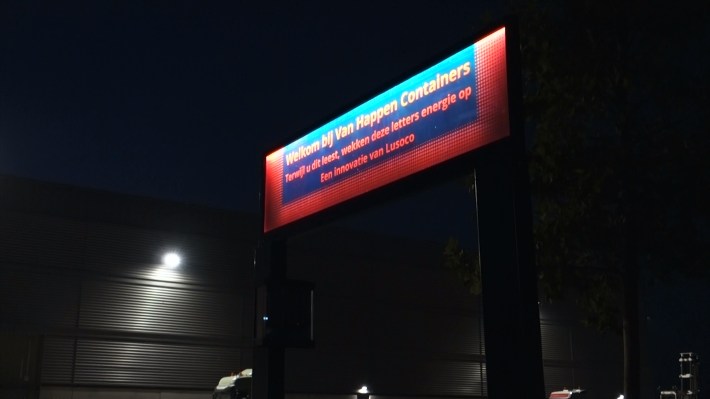 Welkom bij Van Happen Containers
Terwijl u dit leest, wekken deze letters energie op
Een innovatie van Lusoco